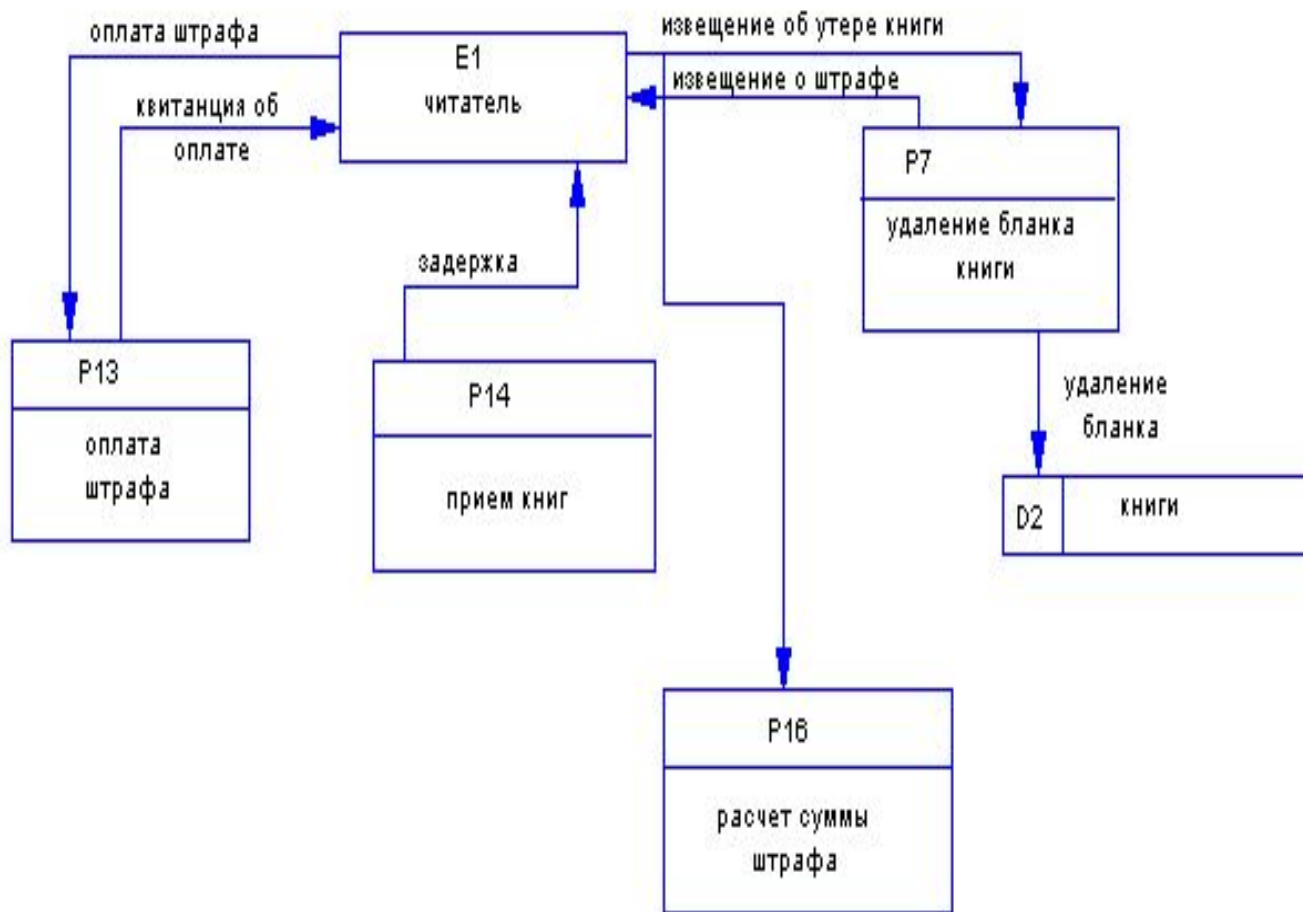 оплата штрафа
E1
читатель
извещение об утере книги
извещение о штрафе
квитанция об
оплате
P7
удаление бланка
книги
задержка
P13
оплата
штрафа
P14
прием книг
удаление
бланка
D2
книги
P16
расчет суммы
штрафа